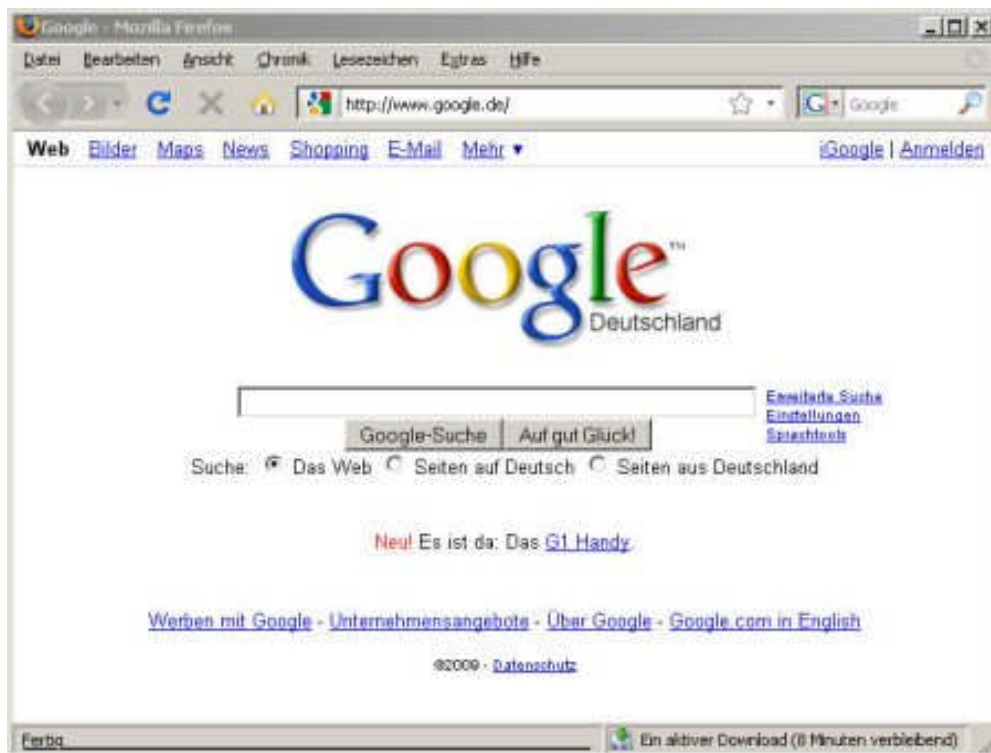 Google - Mozilla Firefox
Datei Bearbeiten Ansicht Chronik Lesezeichen Extras Hilfe
http://www.google.de/ G Google
Web Bilder Maps News Shopping E-Mail Mehr ▼ iGoogle | Anmelden
Google™
Deutschland
Erweiterte Suche
Einstellungen
Sprachtools
Google-Suche Auf gut Glück!
Suche: Das Web Seiten auf Deutsch Seiten aus Deutschland
Neu! Es ist da: Das G1 Handy.
Werben mit Google - Unternehmensangebote - Über Google - Google.com in English
©2009 - Datenschutz
Fertig Ein aktiver Download (8 Minuten verbleibend)